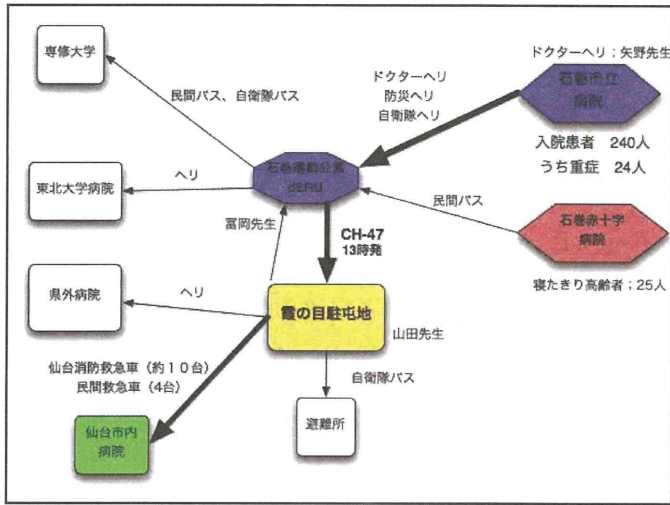 専修大学
ドクターヘリ；矢野先生
ドクターヘリ
防災ヘリ
自衛隊ヘリ
石巻市立
病院
民間バス、自衛隊バス
入院患者　240人
うち重症　24人
東北大学病院
ヘリ
石巻運動公園
dERU
民間バス
石巻赤十字
病院
富岡先生
CH-47
13時発
寝たきり高齢者；25人
県外病院
ヘリ
霞の目駐屯地
山田先生
仙台消防救急車（約１０台）
民間救急車（4台）
自衛隊バス
仙台市内
病院
避難所